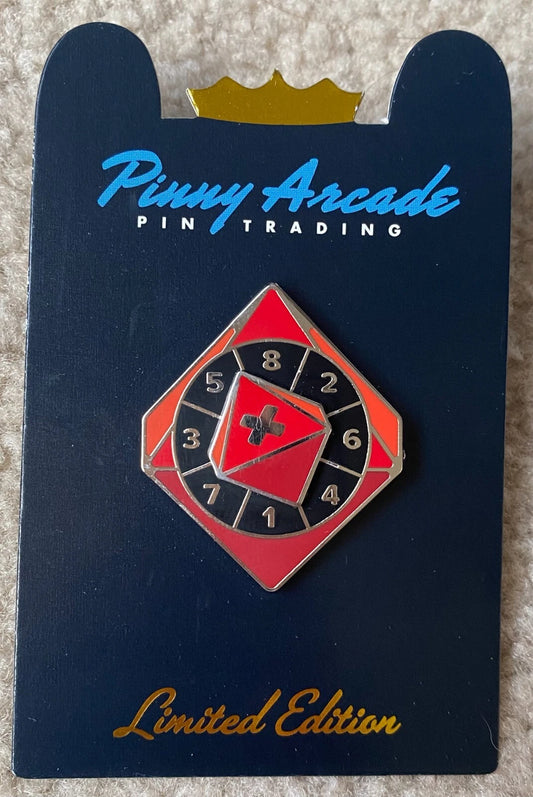 Pinny Arcade
PIN TRADING
8
5 2
3 6
7 4
1
Limited Edition